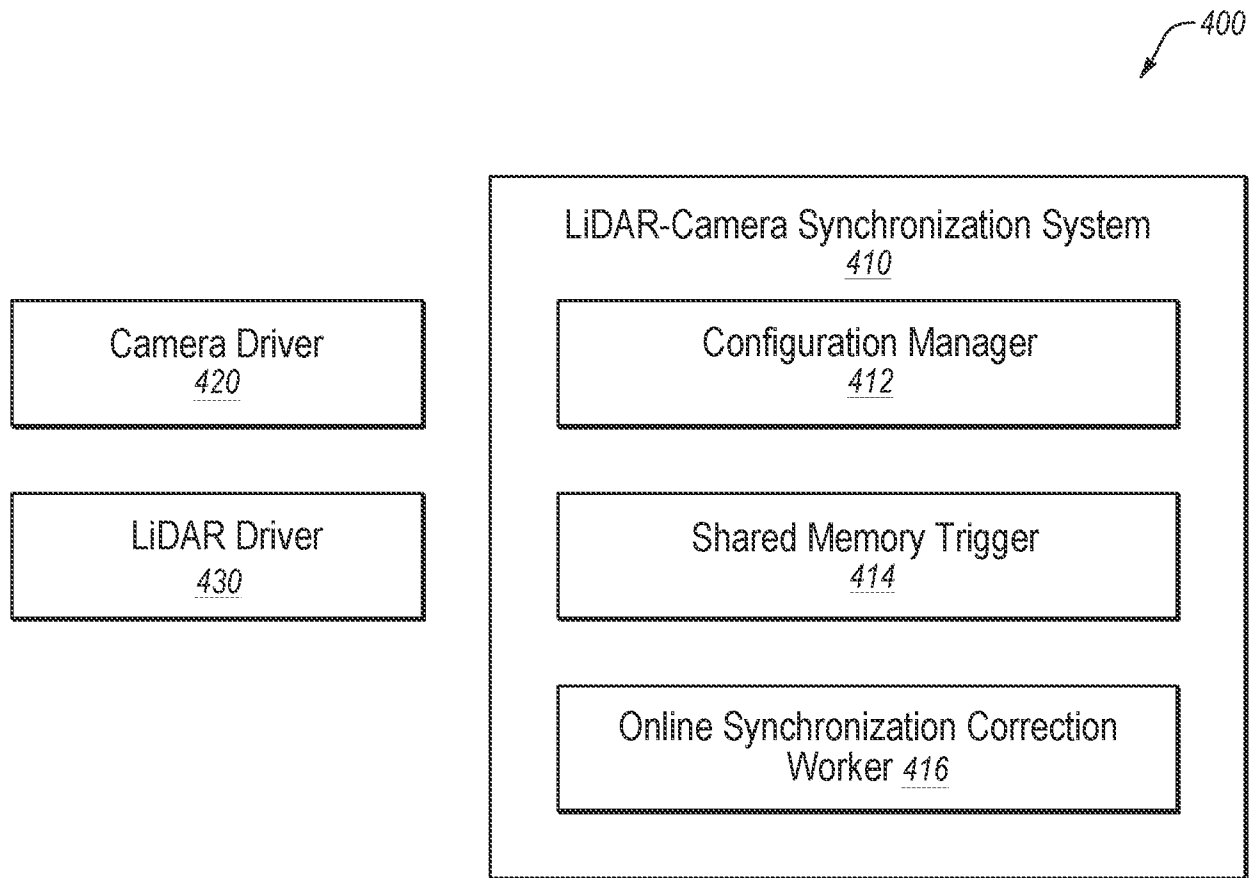 400
LiDAR-Camera Synchronization System
410
Camera Driver
420
LiDAR Driver
430
Configuration Manager
412
Shared Memory Trigger
414
Online Synchronization Correction
Worker 416